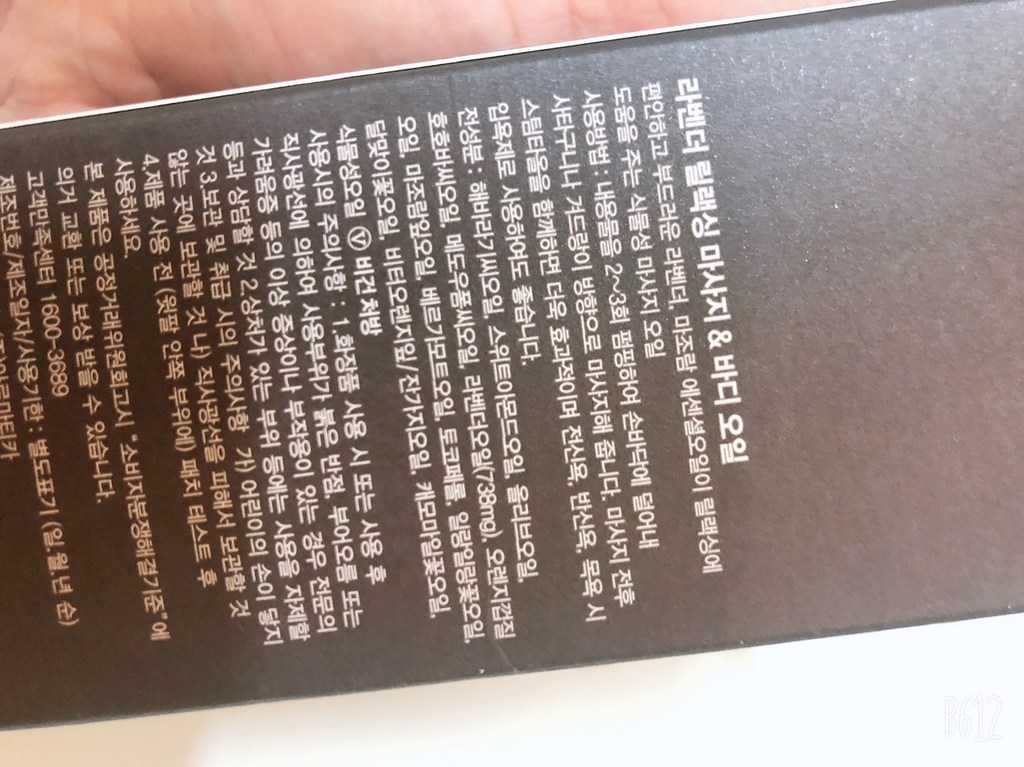 라벤더 릴랙싱 마사지 & 바디 오일
편안하고 부드러운 라벤더, 마조람 에센셜오일이 릴랙싱에
도움을 주는 식물성 마사지 오일
사용방법 : 내용물을 2~3회 펌핑하여 손바닥에 덜어내
사타구니나 겨드랑이 방향으로 마사지해 줍니다. 마사지 전후
스팀타올을 함께하면 더욱 효과적이며 전신욕, 반신욕, 목욕 시
입욕제로 사용하여도 좋습니다.
전성분 : 해바라기씨오일, 스위트아몬드오일, 올리브오일,
호호바씨오일, 메도우폼씨오일, 라벤더오일(738mg), 오렌지껍질
오일, 마조람잎오일, 베르가모트오일, 토코페롤, 일랑일랑꽃오일,
달맞이꽃오일, 비터오렌지잎/잔가지오일, 캐모마일꽃오일,
식물성오일 Ⓥ 비건 처방
사용시의 주의사항 : 1.화장품 사용 시 또는 사용 후
직사광선에 의하여 사용부위가 붉은 반점, 부어오름 또는
가려움증 등의 이상 증상이나 부작용이 있는 경우 전문의
등과 상담할 것 2.상처가 있는 부위 등에는 사용을 자제할
것 3.보관 및 취급 시의 주의사항 가) 어린이의 손이 닿지
않는 곳에 보관할 것 나) 직사광선을 피해서 보관할 것
4.제품 사용 전 (윗팔 안쪽 부위에) 패치 테스트 후
사용하세요.
본 제품은 공정거래위원회고시 "소비자분쟁해결기준"에
의거 교환 또는 보상 받을 수 있습니다.
고객만족센터 1600-3689
제조번호/제조일자/사용기한 : 별도표기 (일.월.년 순)
B612